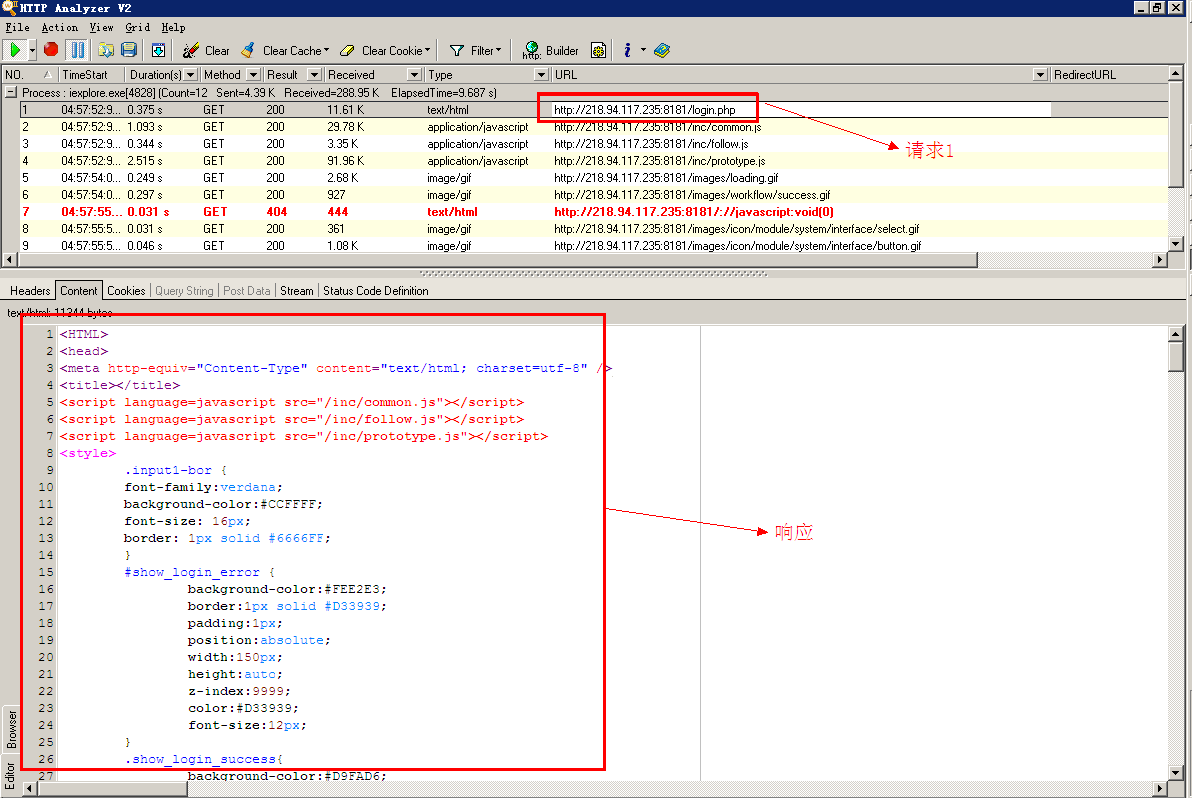 HTTP Analyzer V2
File Action View Grid Help
Clear Clear Cache Clear Cookie Filter http: Builder
NO. TimeStart Duration(s) Method Result Received Type URL RedirectURL
Process : iexplore.exe[4828] (Count=12 Sent=4.39 K Received=288.95 K ElapsedTime=9.687 s)
1 04:57:52:9... 0.375 s GET 200 11.61 K text/html http://218.94.117.235:8181/login.php
2 04:57:52:9... 1.093 s GET 200 29.78 K application/javascript http://218.94.117.235:8181/inc/common.js
3 04:57:52:9... 0.344 s GET 200 3.35 K application/javascript http://218.94.117.235:8181/inc/follow.js
请求1
4 04:57:52:9... 2.515 s GET 200 91.96 K application/javascript http://218.94.117.235:8181/inc/prototype.js
5 04:57:54:0... 0.249 s GET 200 2.68 K image/gif http://218.94.117.235:8181/images/loading.gif
6 04:57:54:0... 0.297 s GET 200 927 image/gif http://218.94.117.235:8181/images/workflow/success.gif
7 04:57:55... 0.031 s GET 404 444 text/html http://218.94.117.235:8181/://javascript:void(0)
8 04:57:55:5... 0.031 s GET 200 361 image/gif http://218.94.117.235:8181/images/icon/module/system/interface/select.gif
9 04:57:55:5... 0.046 s GET 200 1.08 K image/gif http://218.94.117.235:8181/images/icon/module/system/interface/button.gif
Headers Content Cookies Query String Post Data Stream Status Code Definition
text/html: 11344 bytes
1 <HTML>
2 <head>
3 <meta http-equiv="Content-Type" content="text/html; charset=utf-8" />
4 <title></title>
5 <script language=javascript src="/inc/common.js"></script>
6 <script language=javascript src="/inc/follow.js"></script>
7 <script language=javascript src="/inc/prototype.js"></script>
8 <style>
9 .input1-bor {
10 font-family:verdana;
11 background-color:#CCFFFF;
12 font-size: 16px;
13 border: 1px solid #6666FF;
响应
14 }
15 #show_login_error {
16 background-color:#FEE2E3;
17 border:1px solid #D33939;
18 padding:1px;
19 position:absolute;
20 width:150px;
21 height:auto;
22 z-index:9999;
23 color:#D33939;
24 font-size:12px;
25 }
26 .show_login_success{
27 background-color:#D9FAD6;
Browser
Editor